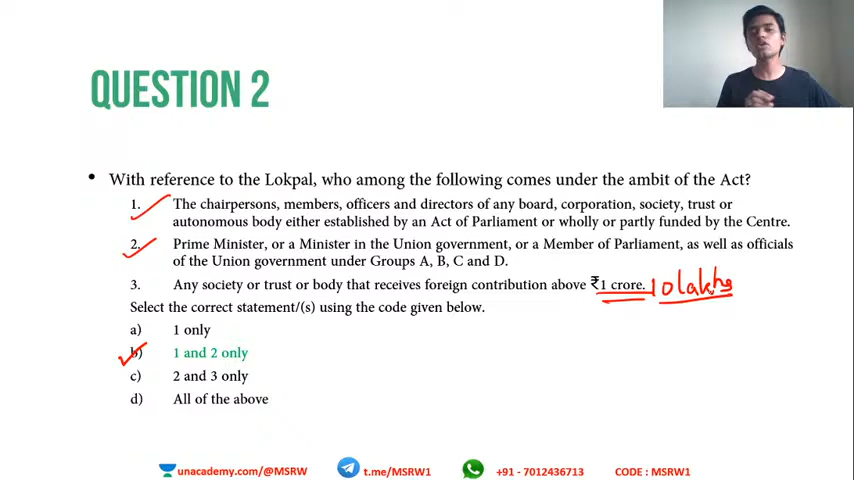 QUESTION 2
• With reference to the Lokpal, who among the following comes under the ambit of the Act?
1. The chairpersons, members, officers and directors of any board, corporation, society, trust or
autonomous body either established by an Act of Parliament or wholly or partly funded by the Centre.
2. Prime Minister, or a Minister in the Union government, or a Member of Parliament, as well as officials
of the Union government under Groups A, B, C and D.
3. Any society or trust or body that receives foreign contribution above ₹1 crore. 10 lakhs
Select the correct statement/(s) using the code given below.
a) 1 only
b) 1 and 2 only
c) 2 and 3 only
d) All of the above
unacademy.com/@MSRW t.me/MSRW1 +91 - 7012436713 CODE : MSRW1